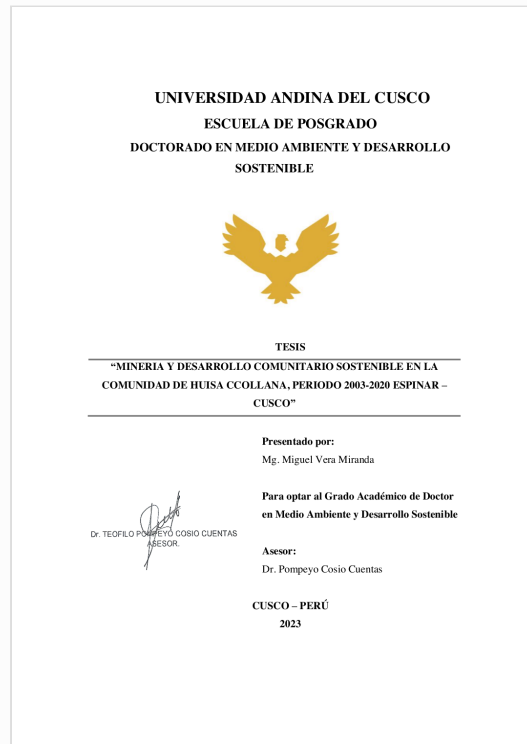 UNIVERSIDAD ANDINA DEL CUSCO
ESCUELA DE POSGRADO
DOCTORADO EN MEDIO AMBIENTE Y DESARROLLO
SOSTENIBLE
TESIS
“MINERIA Y DESARROLLO COMUNITARIO SOSTENIBLE EN LA
COMUNIDAD DE HUISA CCOLLANA, PERIODO 2003-2020 ESPINAR –
CUSCO”
Presentado por:
Mg. Miguel Vera Miranda
Para optar al Grado Académico de Doctor
en Medio Ambiente y Desarrollo Sostenible
Dr. TEOFILO POMPEYO COSIO CUENTAS
ASESOR.
Asesor:
Dr. Pompeyo Cosio Cuentas
CUSCO – PERÚ
2023